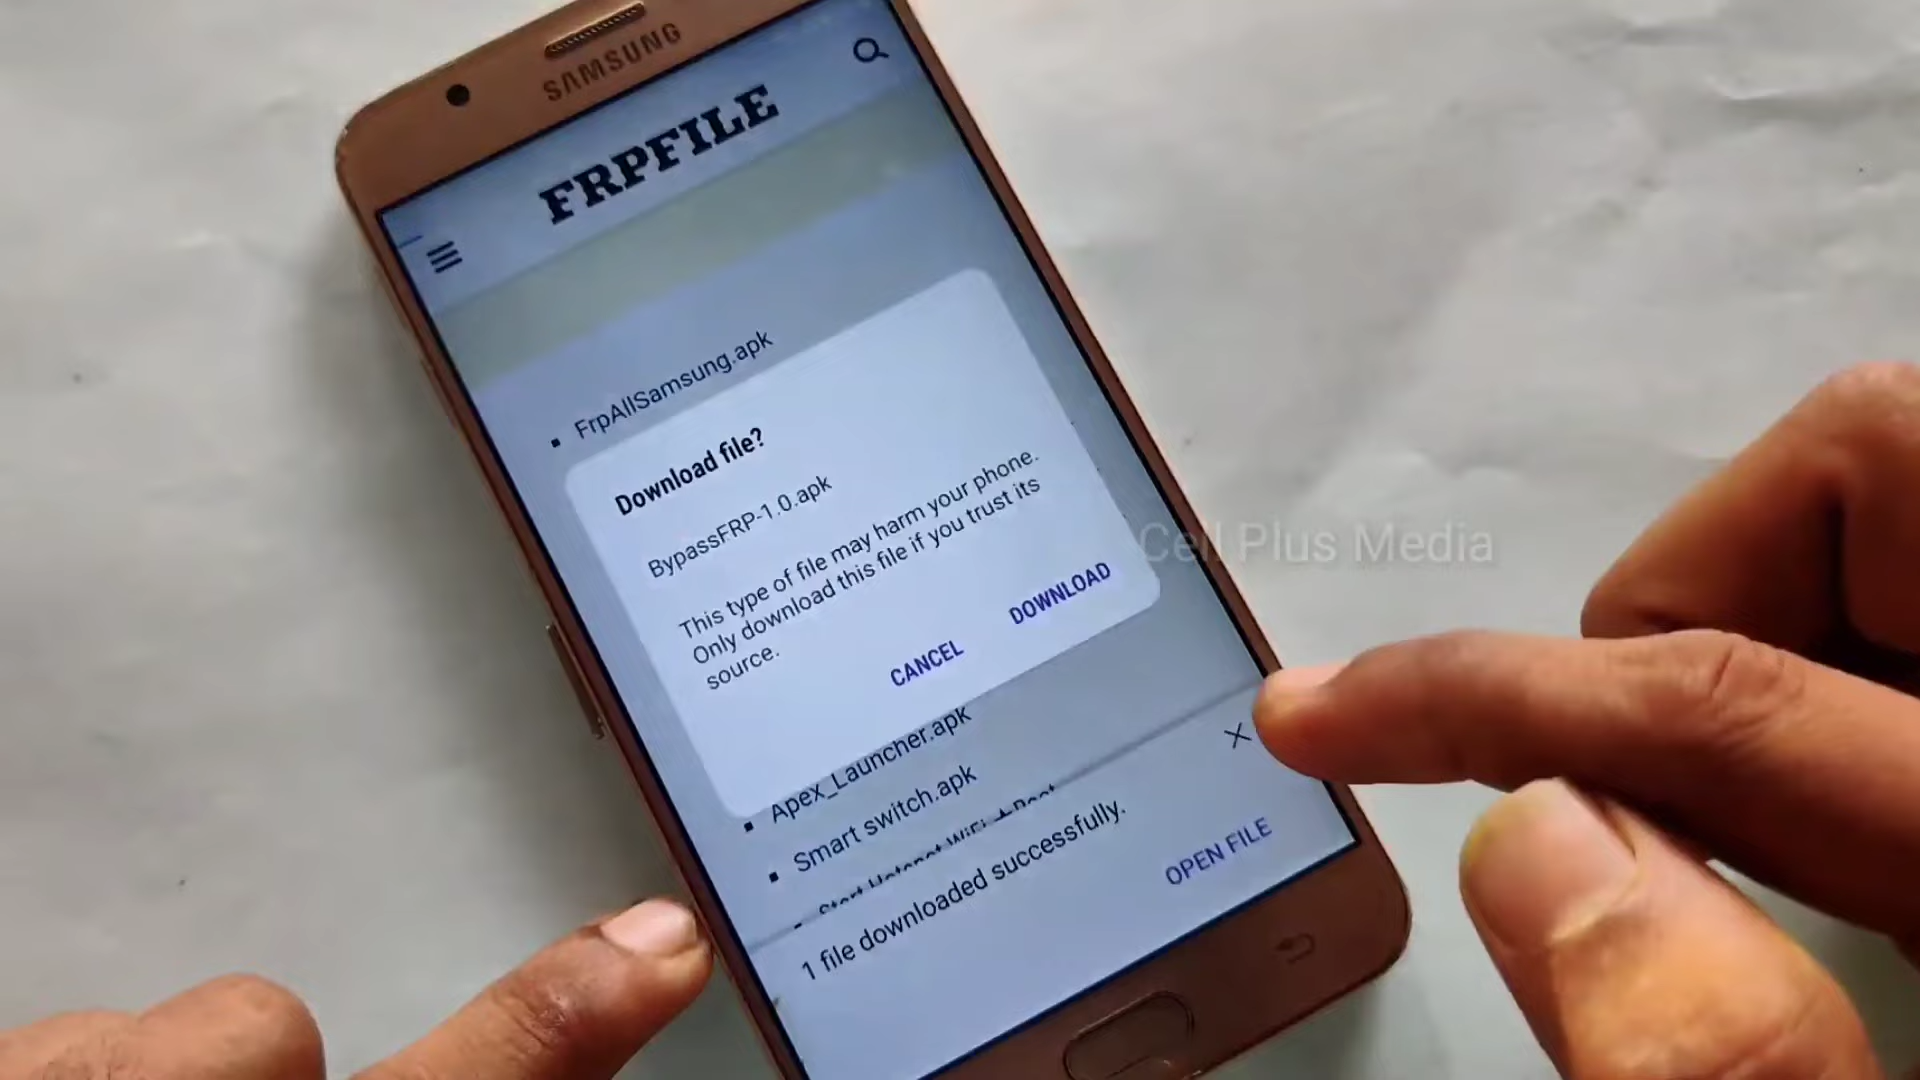 SAMSUNG
FRPFILE
FrpAllSamsung.apk
Download file?
BypassFRP-1.0.apk
This type of file may harm your phone.
Only download this file if you trust its
source.
CANCEL
DOWNLOAD
Cell Plus Media
Apex_Launcher.apk
Smart switch.apk
1 file downloaded successfully.
OPEN FILE